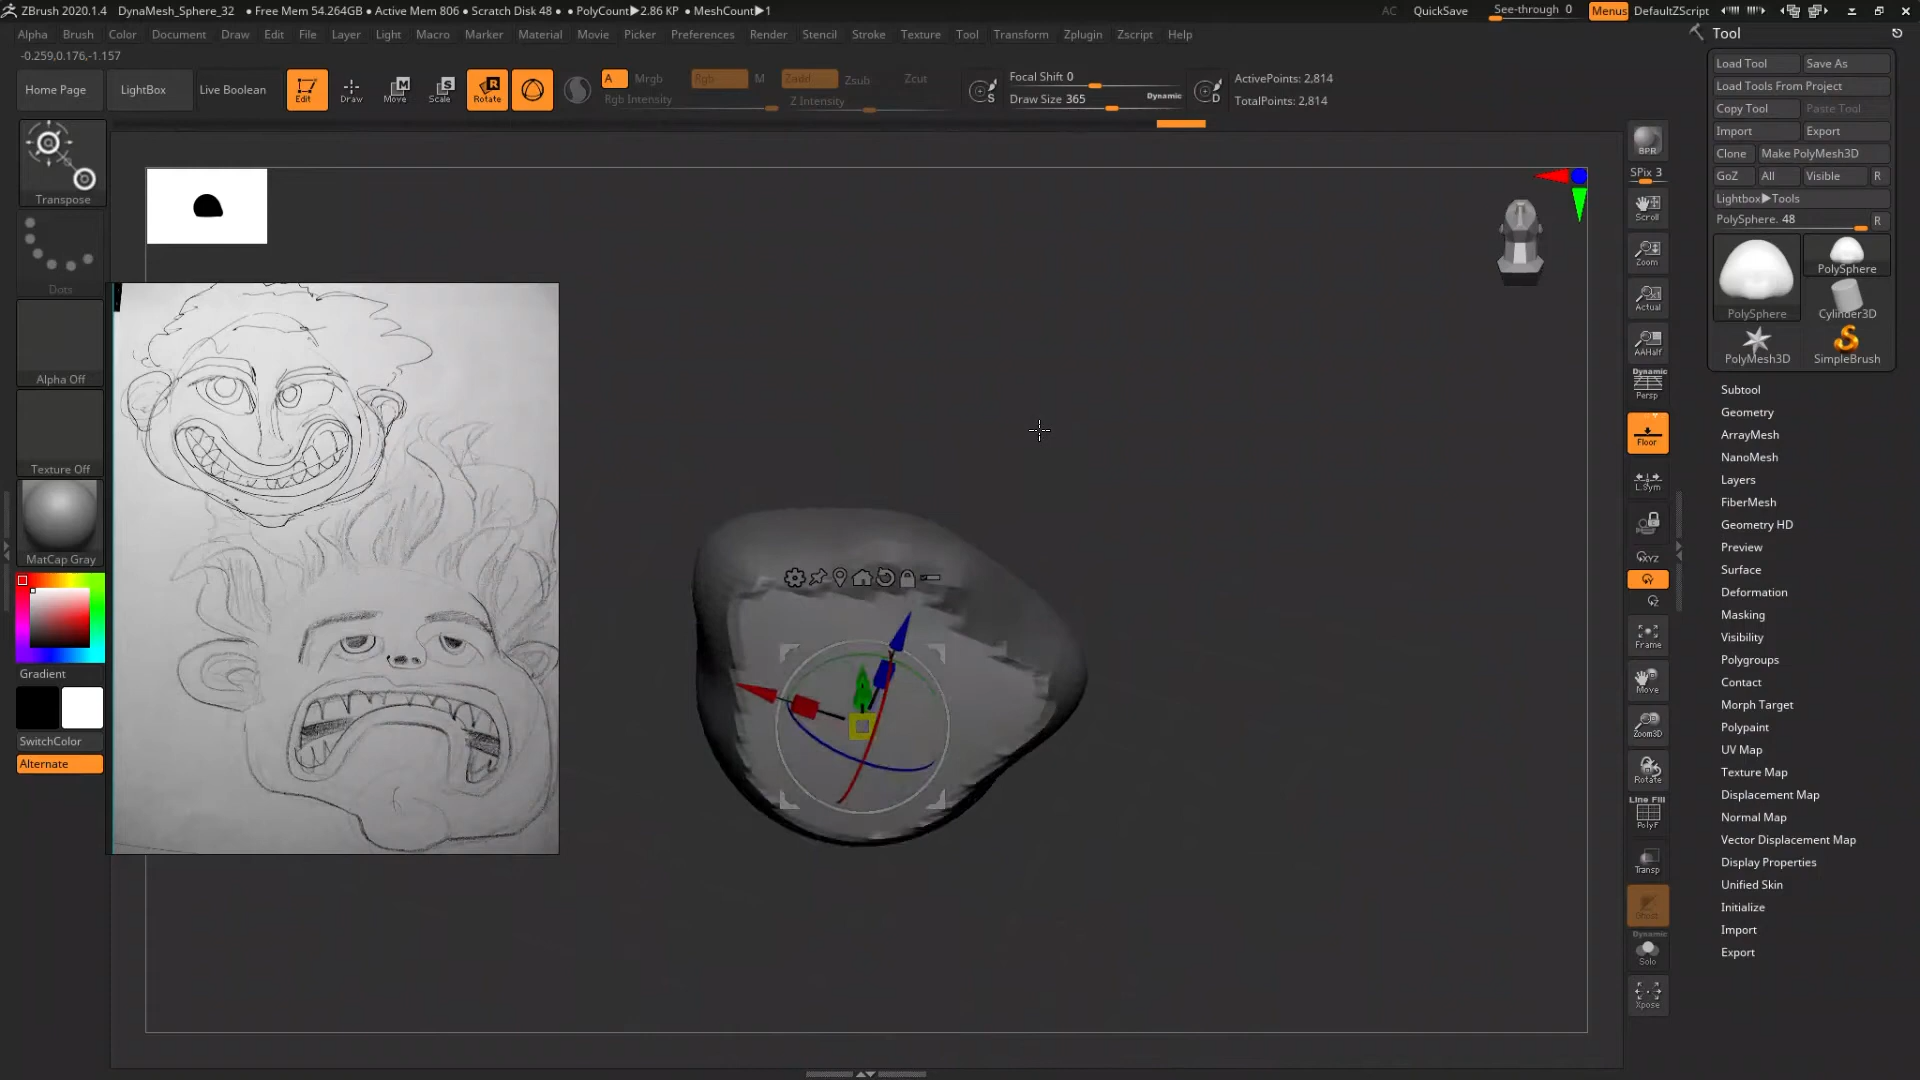 ZBrush 2020.1.4 DynaMesh_Sphere_32 ● Free Mem 54.264GB ● Active Mem 806 ● Scratch Disk 48 ● ● PolyCount▶2.86 KP ● MeshCount▶1 AC QuickSave See-through 0 Menus DefaultZScript
Alpha Brush Color Document Draw Edit File Layer Light Macro Marker Material Movie Picker Preferences Render Stencil Stroke Texture Tool Transform Zplugin Zscript Help
-0.259,0.176,-1.157
Home Page LightBox Live Boolean Edit Draw Move Scale Rotate
A Mrgb Rgb M Zadd Zsub Zcut
Rgb Intensity Z Intensity
S Focal Shift 0
Draw Size 365 Dynamic
D ActivePoints: 2,814
TotalPoints: 2,814
Transpose
Dots
Alpha Off
Texture Off
MatCap Gray
Gradient
SwitchColor
Alternate
BPR
SPix 3
Scroll
Zoom
Actual
AAHalf
Dynamic
Persp
Floor
L.Sym
XYZ
Y
Z
Frame
Move
Zoom3D
Rotate
Line Fill
PolyF
Transp
Ghost
Dynamic
Solo
Xpose
Tool
Load Tool Save As
Load Tools From Project
Copy Tool Paste Tool
Import Export
Clone Make PolyMesh3D
GoZ All Visible R
Lightbox▶Tools
PolySphere. 48 R
PolySphere PolySphere
Cylinder3D
PolyMesh3D SimpleBrush
Subtool
Geometry
ArrayMesh
NanoMesh
Layers
FiberMesh
Geometry HD
Preview
Surface
Deformation
Masking
Visibility
Polygroups
Contact
Morph Target
Polypaint
UV Map
Texture Map
Displacement Map
Normal Map
Vector Displacement Map
Display Properties
Unified Skin
Initialize
Import
Export